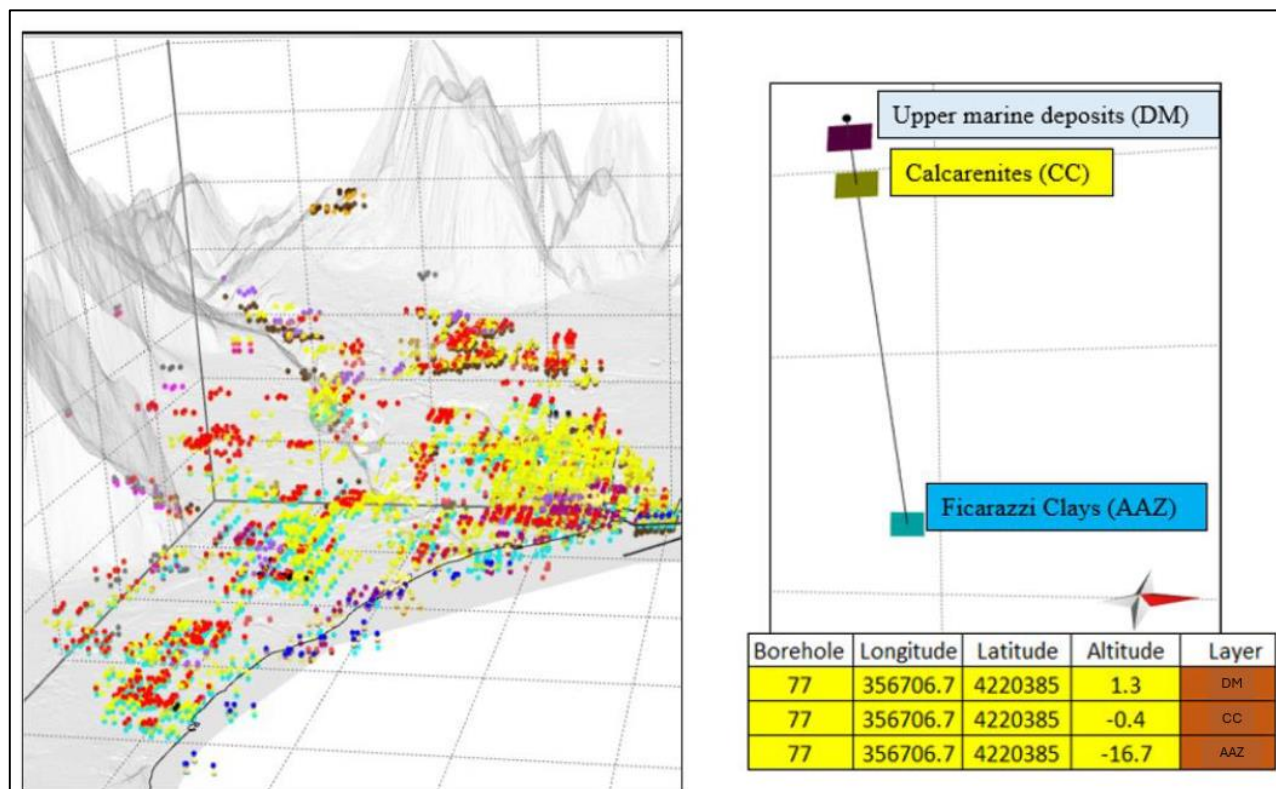 Upper marine deposits (DM)
Calcarenites (CC)
Ficarazzi Clays (AAZ)
Borehole Longitude Latitude Altitude Layer
77 356706.7 4220385 1.3 DM
77 356706.7 4220385 -0.4 CC
77 356706.7 4220385 -16.7 AAZ